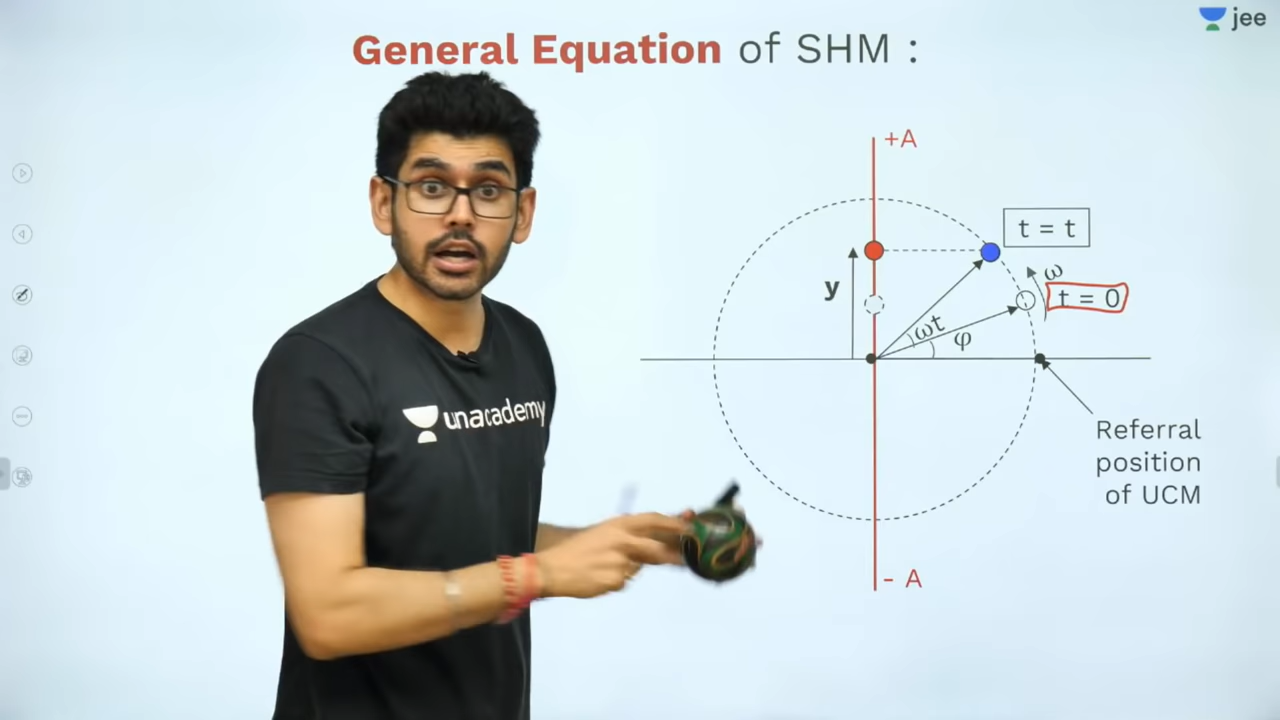 jee
General Equation of SHM :
+A
t = t
ω
t = 0
y
ωt
φ
unacademy
Referral
position
of UCM
- A